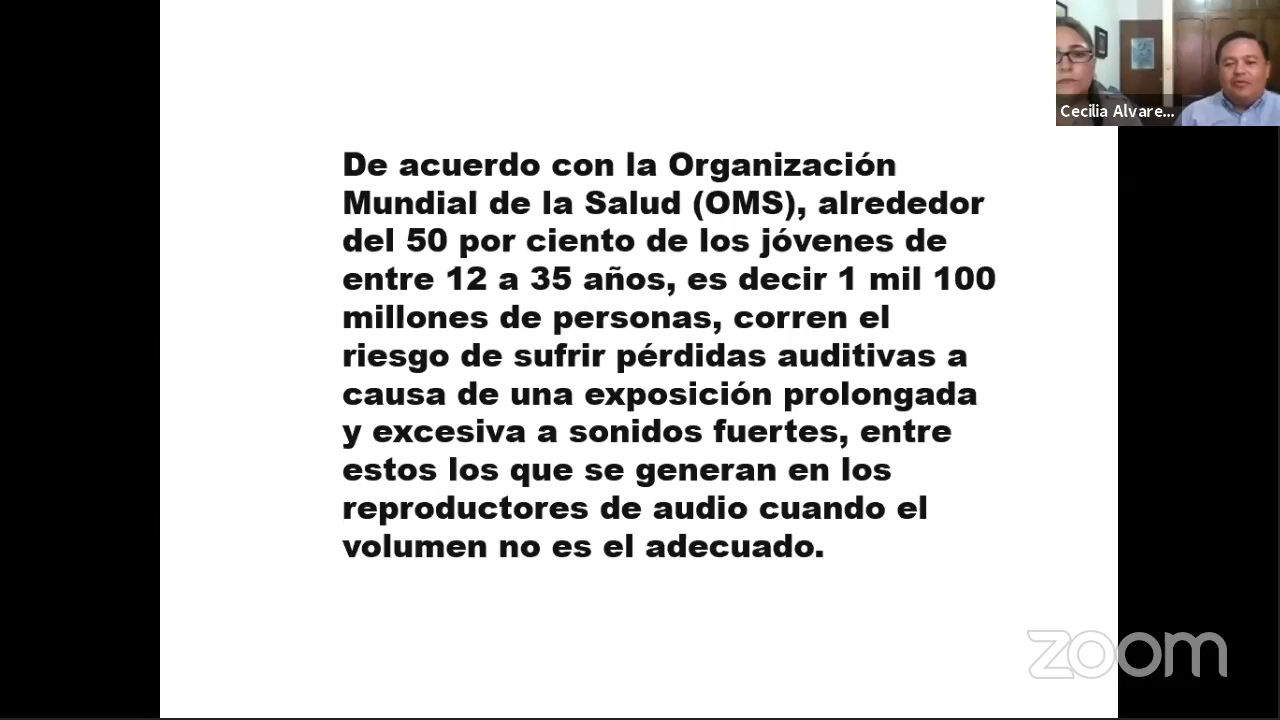 Cecilia Alvare...
De acuerdo con la Organización
Mundial de la Salud (OMS), alrededor
del 50 por ciento de los jóvenes de
entre 12 a 35 años, es decir 1 mil 100
millones de personas, corren el
riesgo de sufrir pérdidas auditivas a
causa de una exposición prolongada
y excesiva a sonidos fuertes, entre
estos los que se generan en los
reproductores de audio cuando el
volumen no es el adecuado.
zoom